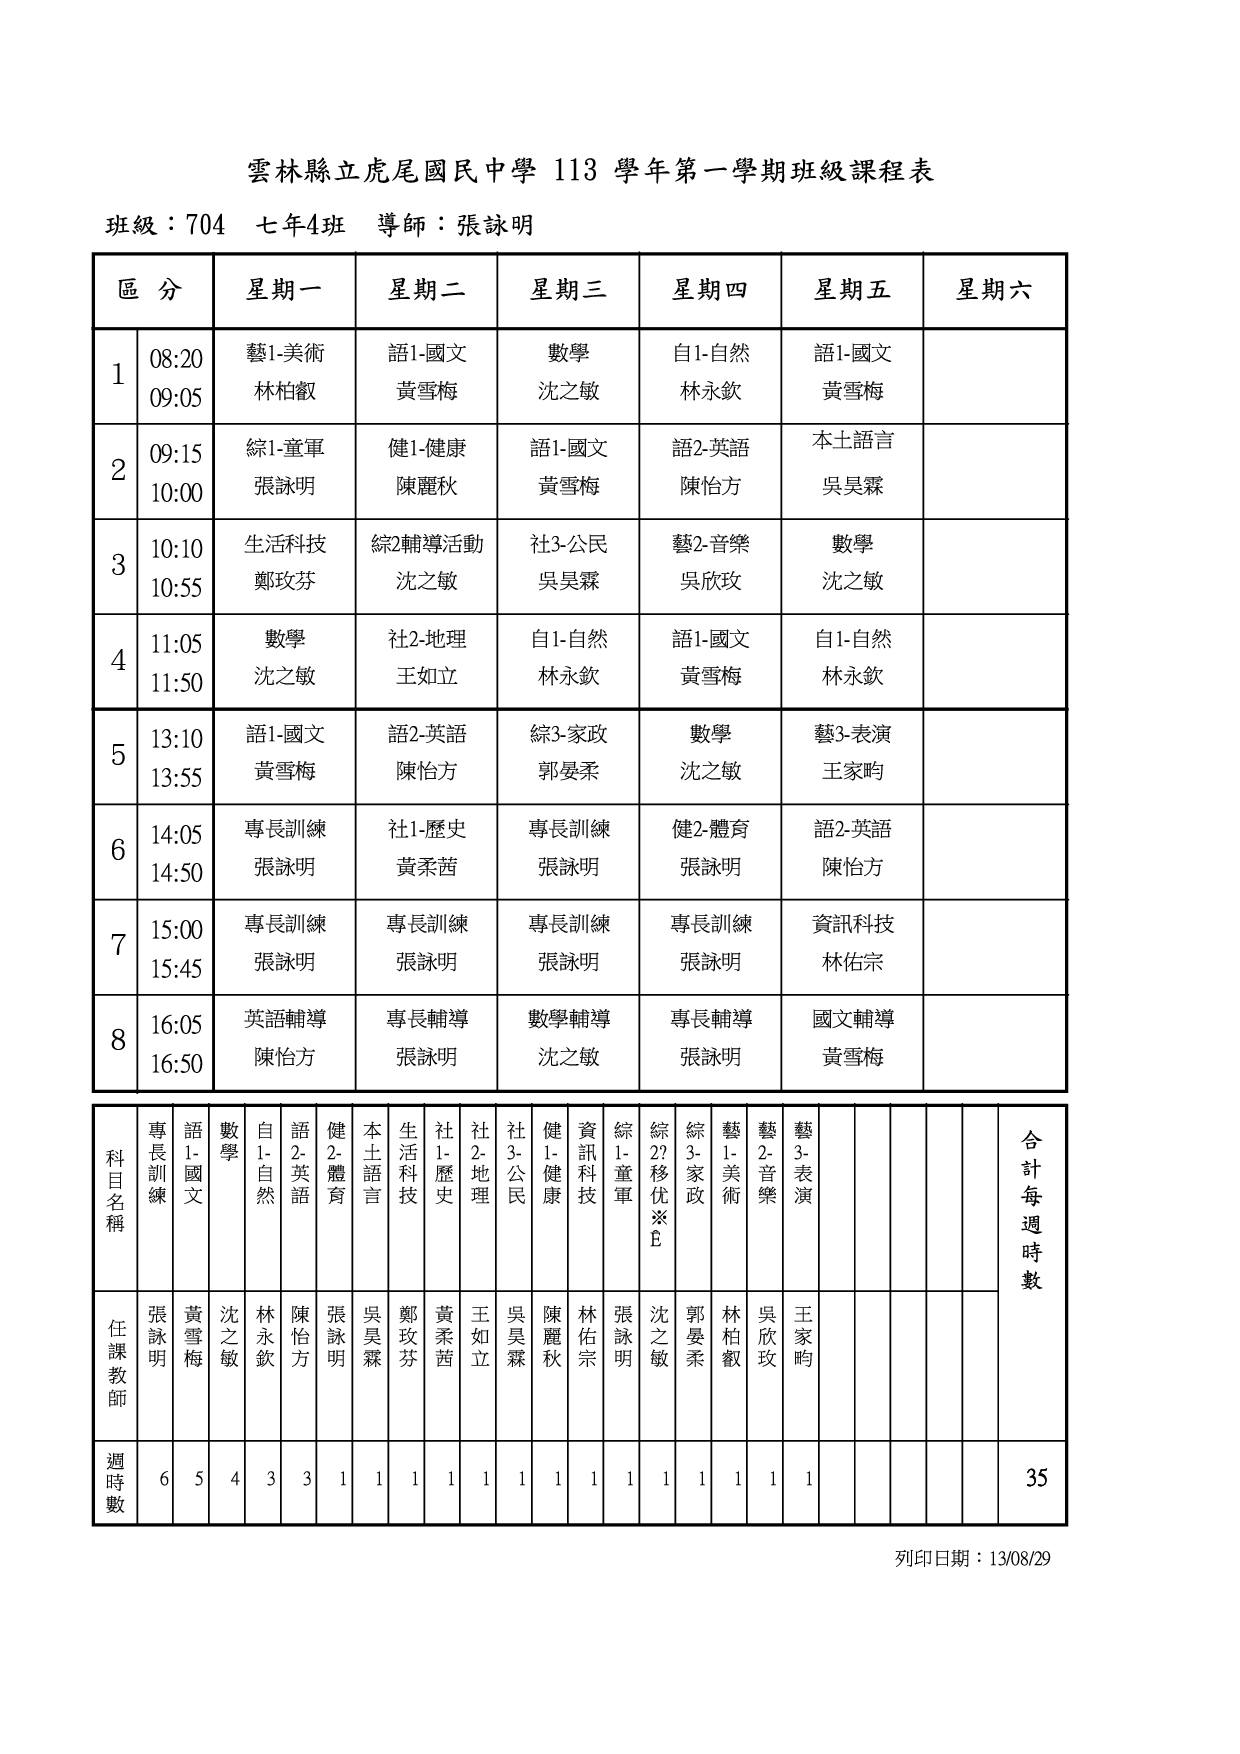 雲林縣立虎尾國民中學 113 學年第一學期班級課程表
班級：704 七年4班 導師：張詠明
區 分 星期一 星期二 星期三 星期四 星期五 星期六
1 08:20 09:05 藝1-美術 語1-國文 數學 自1-自然 語1-國文
林柏叡 黃雪梅 沈之敏 林永欽 黃雪梅
2 09:15 10:00 綜1-童軍 健1-健康 語1-國文 語2-英語 本土語言
張詠明 陳麗秋 黃雪梅 陳怡方 吳昊霖
3 10:10 10:55 生活科技 綜2輔導活動 社3-公民 藝2-音樂 數學
鄭玫芬 沈之敏 吳昊霖 吳欣玫 沈之敏
4 11:05 11:50 數學 社2-地理 自1-自然 語1-國文 自1-自然
沈之敏 王如立 林永欽 黃雪梅 林永欽
5 13:10 13:55 語1-國文 語2-英語 綜3-家政 數學 藝3-表演
黃雪梅 陳怡方 郭晏柔 沈之敏 王家畇
6 14:05 14:50 專長訓練 社1-歷史 專長訓練 健2-體育 語2-英語
張詠明 黃柔茜 張詠明 張詠明 陳怡方
7 15:00 15:45 專長訓練 專長訓練 專長訓練 專長訓練 資訊科技
張詠明 張詠明 張詠明 張詠明 林佑宗
8 16:05 16:50 英語輔導 專長輔導 數學輔導 專長輔導 國文輔導
陳怡方 張詠明 沈之敏 張詠明 黃雪梅
科目名稱 專長訓練 語1-國文 數學 自1-自然 語2-英語 健2-體育 本土語言 生活科技 社1-歷史 社2-地理 社3-公民 健1-健康 資訊科技 綜1-童軍 綜2?移优※Ê 綜3-家政 藝1-美術 藝2-音樂 藝3-表演 合計每週時數
任課教師 張詠明 黃雪梅 沈之敏 林永欽 陳怡方 張詠明 吳昊霖 鄭玫芬 黃柔茜 王如立 吳昊霖 陳麗秋 林佑宗 張詠明 沈之敏 郭晏柔 林柏叡 吳欣玫 王家畇
週時數 6 5 4 3 3 1 1 1 1 1 1 1 1 1 1 1 1 1 1 35
列印日期：13/08/29